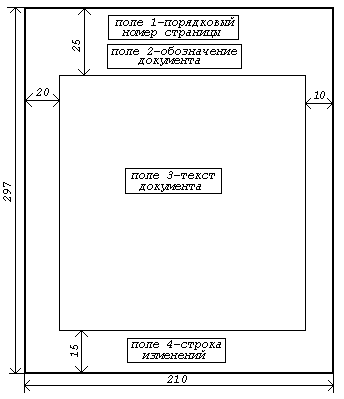 поле 1-порядковый
номер страницы
поле 2-обозначение
документа
25
20
10
поле 3-текст
документа
297
поле 4-строка
изменений
15
210